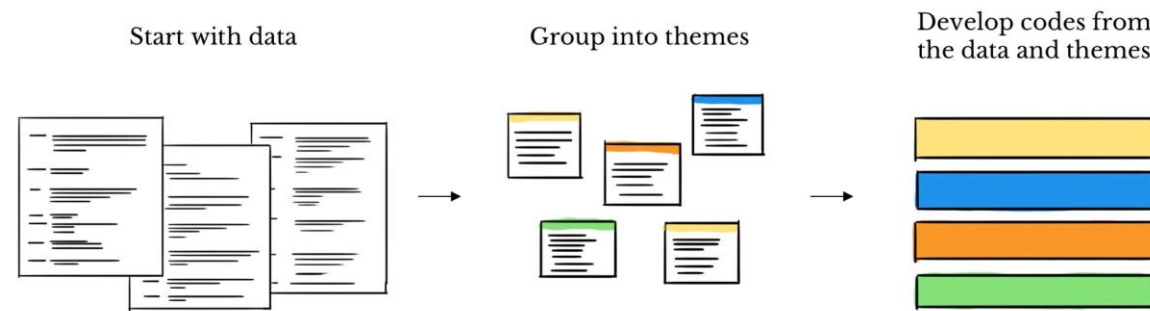 Start with data
Group into themes
Develop codes from
the data and themes